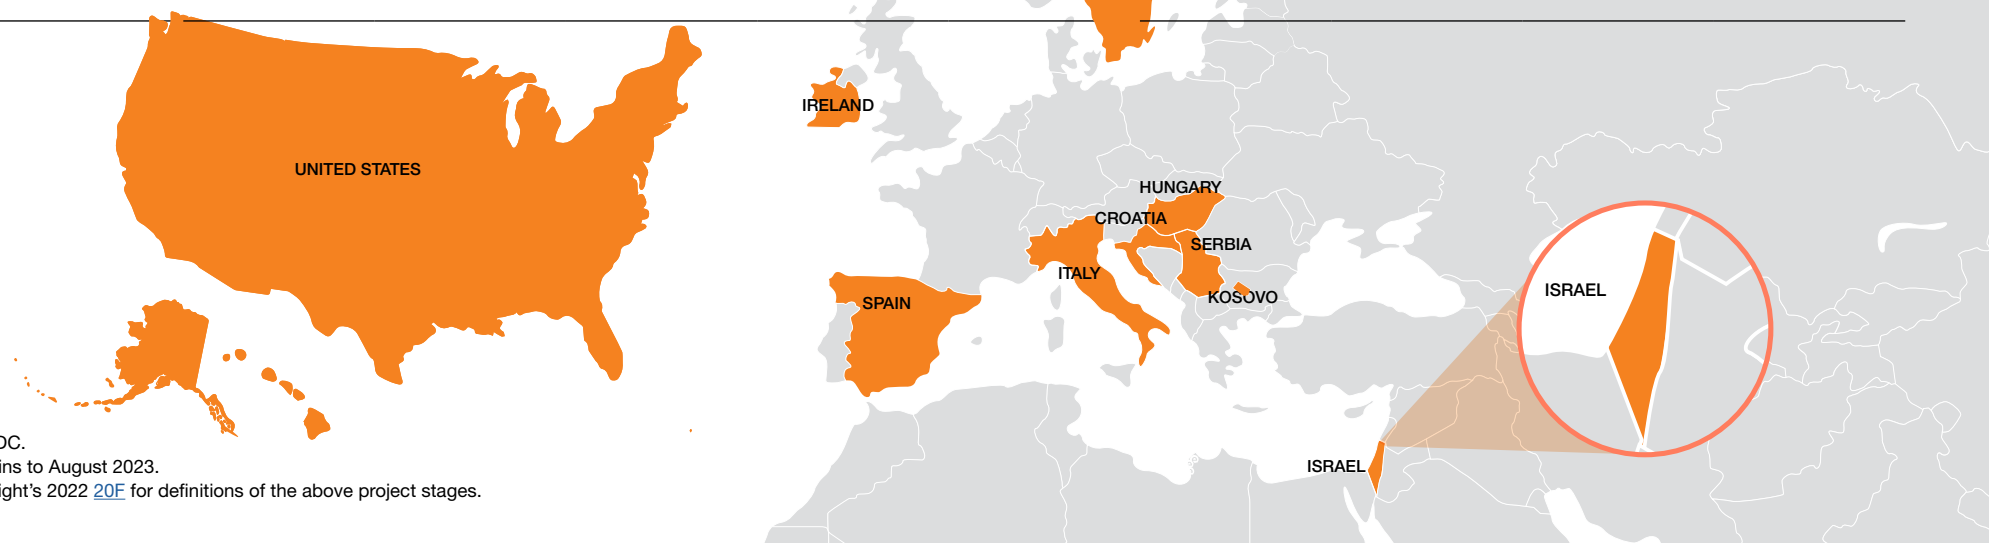 IRELAND
UNITED STATES
HUNGARY
CROATIA
SERBIA
ITALY
ISRAEL
SPAIN
KOSOVO
DC.
ins to August 2023.
ISRAEL
ight's 2022 20F for definitions of the above project stages.